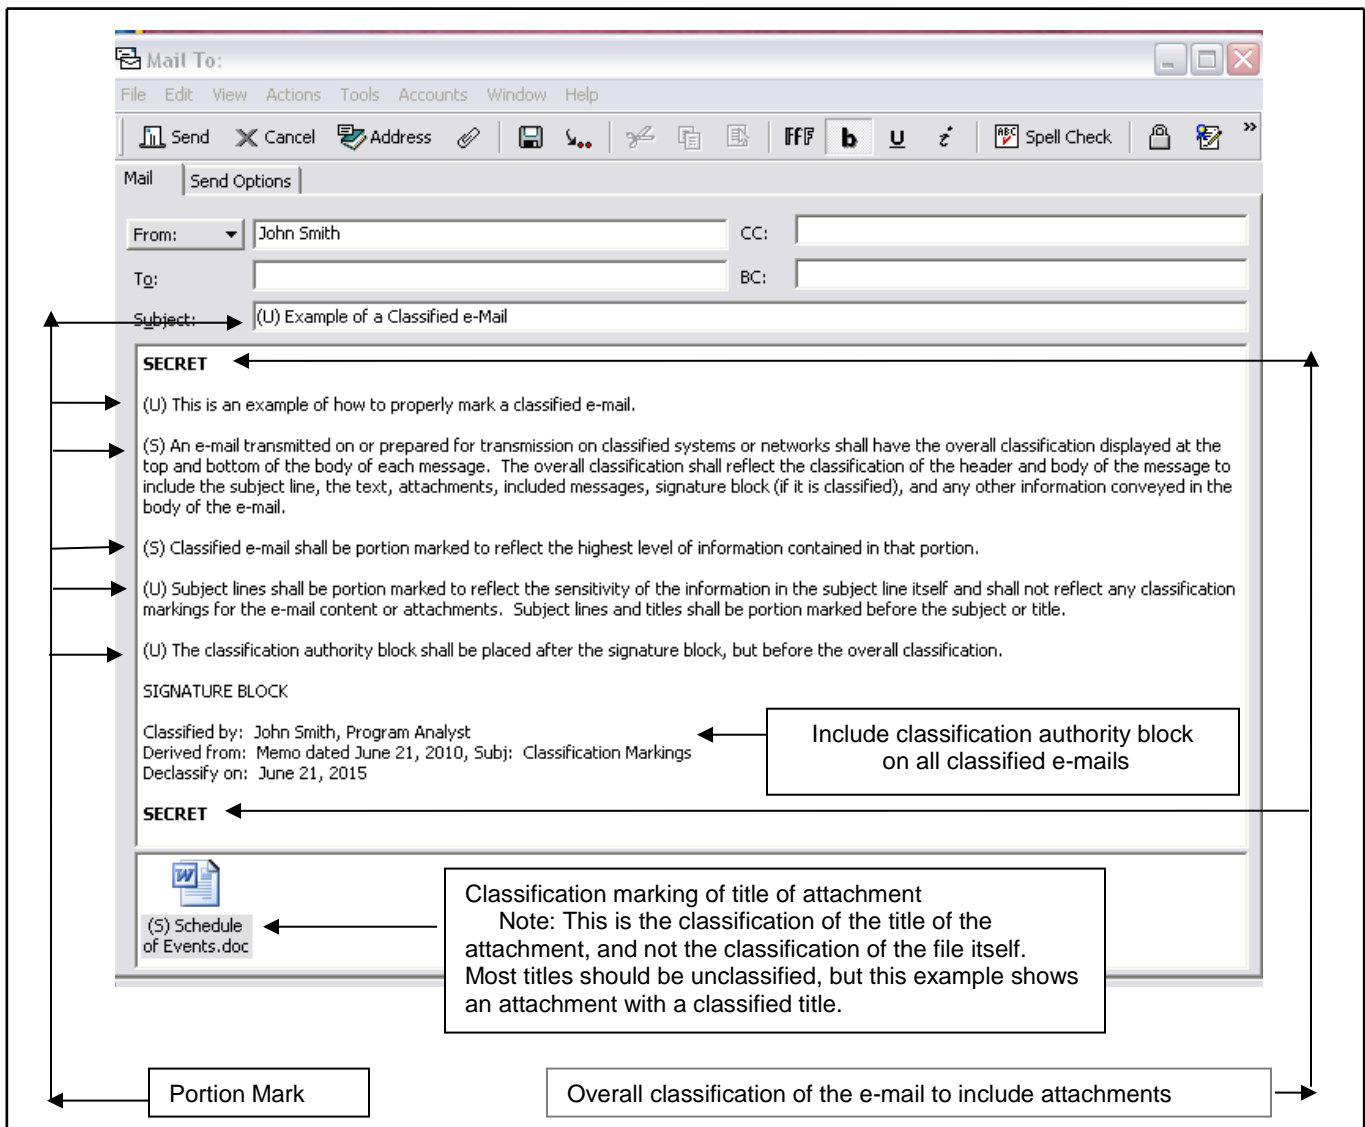 Mail To:
File Edit View Actions Tools Accounts Window Help
Send Cancel Address FfF b u i ABC Spell Check »
Mail Send Options
From: John Smith CC:
To: BC:
Subject: (U) Example of a Classified e-Mail
SECRET
(U) This is an example of how to properly mark a classified e-mail.
(S) An e-mail transmitted on or prepared for transmission on classified systems or networks shall have the overall classification displayed at the
top and bottom of the body of each message. The overall classification shall reflect the classification of the header and body of the message to
include the subject line, the text, attachments, included messages, signature block (if it is classified), and any other information conveyed in the
body of the e-mail.
(S) Classified e-mail shall be portion marked to reflect the highest level of information contained in that portion.
(U) Subject lines shall be portion marked to reflect the sensitivity of the information in the subject line itself and shall not reflect any classification
markings for the e-mail content or attachments. Subject lines and titles shall be portion marked before the subject or title.
(U) The classification authority block shall be placed after the signature block, but before the overall classification.
SIGNATURE BLOCK
Classified by: John Smith, Program Analyst
Derived from: Memo dated June 21, 2010, Subj: Classification Markings
Declassify on: June 21, 2015
Include classification authority block
on all classified e-mails
SECRET
W
(S) Schedule
of Events.doc
Classification marking of title of attachment
Note: This is the classification of the title of the
attachment, and not the classification of the file itself.
Most titles should be unclassified, but this example shows
an attachment with a classified title.
Portion Mark
Overall classification of the e-mail to include attachments